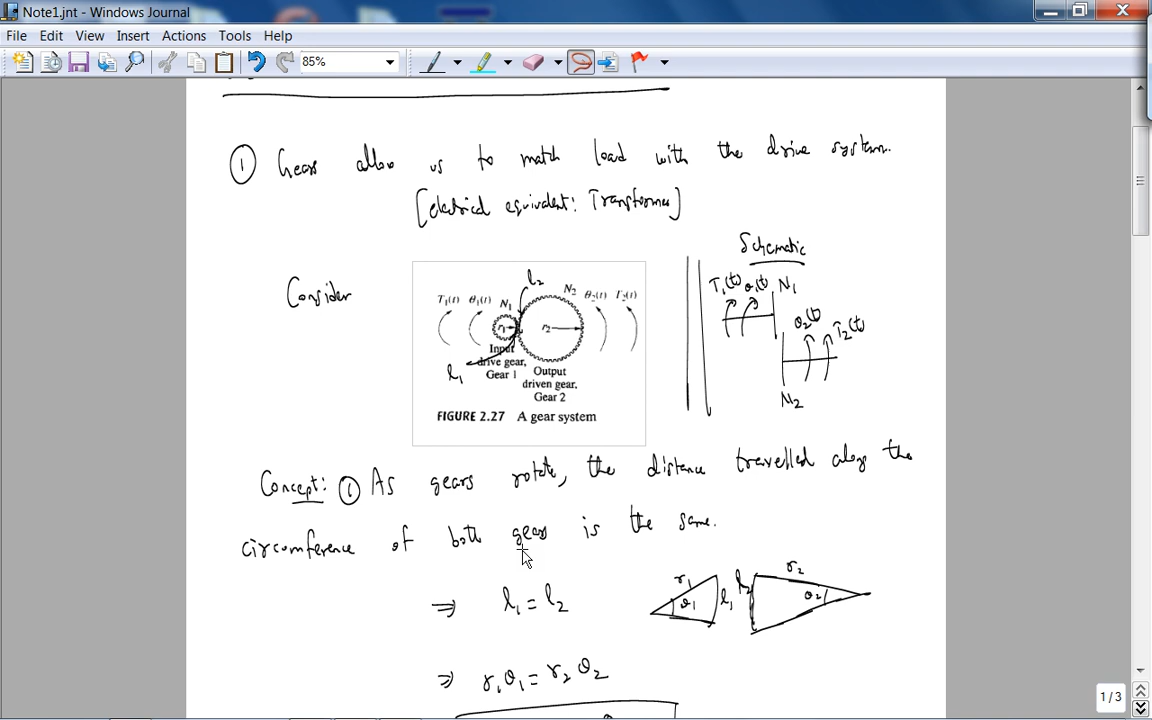 Note1.jnt - Windows Journal
File Edit View Insert Actions Tools Help
85%
① Gears allow us to match load with the drive system.
[electrical equivalent: Transformer]
Consider
l₂
T₁(t) θ₁(t) N₁ N₂ θ₂(t) T₂(t)
r₁ r₂
l₁
Input drive gear, Gear 1
Output driven gear, Gear 2
FIGURE 2.27 A gear system
Schematic
T₁(t) θ₁(t) N₁
θ₂(t) T₂(t)
N₂
Concept: ① As gears rotate, the distance travelled along the
circumference of both gears is the same.
⇒ l₁ = l₂
r₁ θ₁ l₁ l₂ r₂ θ₂
⇒ r₁θ₁ = r₂θ₂
1 / 3